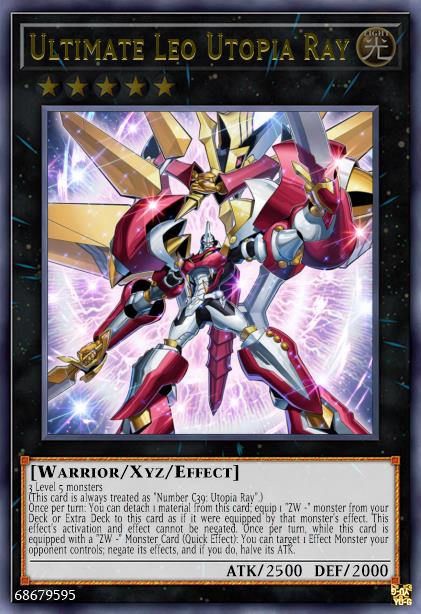 ULTIMATE LEO UTOPIA RAY
LIGHT
光
[WARRIOR/XYZ/EFFECT]
3 Level 5 monsters
(This card is always treated as "Number C39: Utopia Ray".)
Once per turn: You can detach 1 material from this card; equip 1 "ZW -" monster from your
Deck or Extra Deck to this card as if it were equipped by that monster's effect. This
effect's activation and effect cannot be negated. Once per turn, while this card is
equipped with a "ZW -" Monster Card (Quick Effect): You can target 1 Effect Monster your
opponent controls; negate its effects, and if you do, halve its ATK.
ATK/2500 DEF/2000
68679595